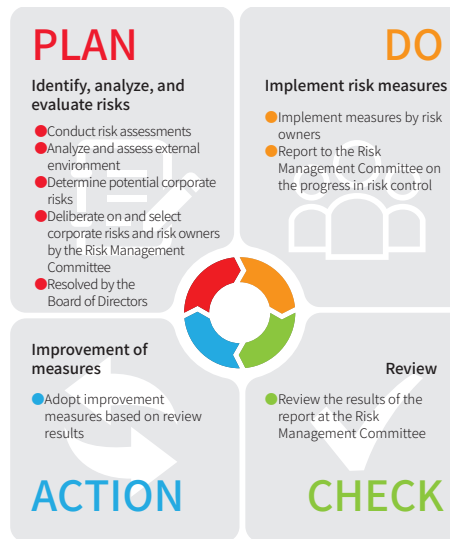 PLAN
Identify, analyze, and
evaluate risks
●Conduct risk assessments
●Analyze and assess external
environment
●Determine potential corporate
risks
●Deliberate on and select
corporate risks and risk owners
by the Risk Management
Committee
●Resolved by the
Board of Directors
DO
Implement risk measures
●Implement measures by risk
owners
●Report to the Risk
Management Committee on
the progress in risk control
Improvement of
measures
●Adopt improvement
measures based on review
results
ACTION
Review
●Review the results of the
report at the Risk
Management Committee
CHECK